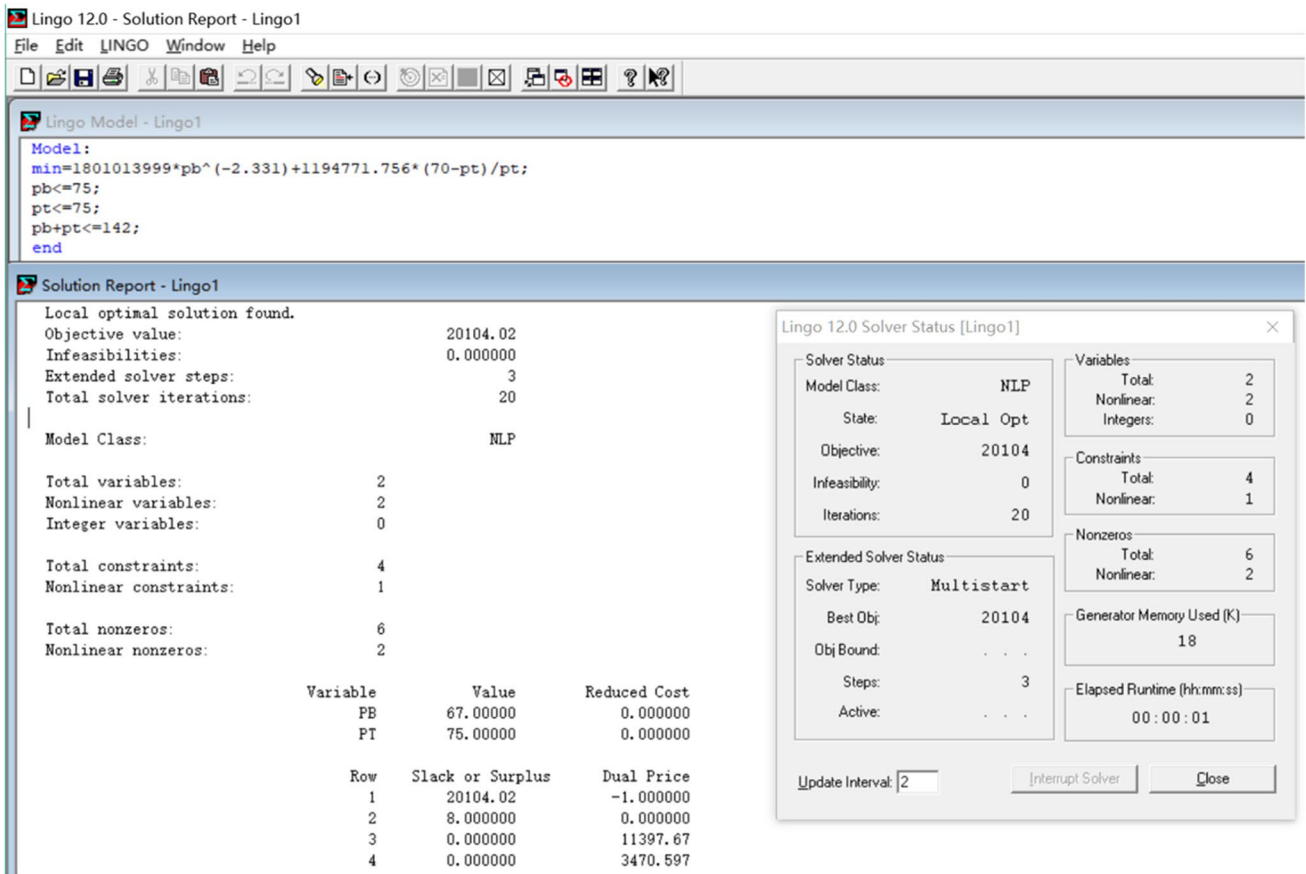 Lingo 12.0 - Solution Report - Lingo1
File Edit LINGO Window Help
Lingo Model - Lingo1
Model:
min=1801013999*pb^(-2.331)+1194771.756*(70-pt)/pt;
pb<=75;
pt<=75;
pb+pt<=142;
end
Solution Report - Lingo1
Local optimal solution found.
Objective value: 20104.02
Infeasibilities: 0.000000
Extended solver steps: 3
Total solver iterations: 20
Model Class: NLP
Total variables: 2
Nonlinear variables: 2
Integer variables: 0
Total constraints: 4
Nonlinear constraints: 1
Total nonzeros: 6
Nonlinear nonzeros: 2
Variable Value Reduced Cost
PB 67.00000 0.000000
PT 75.00000 0.000000
Row Slack or Surplus Dual Price
1 20104.02 -1.000000
2 8.000000 0.000000
3 0.000000 11397.67
4 0.000000 3470.597
Lingo 12.0 Solver Status [Lingo1]
Solver Status
Model Class: NLP
State: Local Opt
Objective: 20104
Infeasibility: 0
Iterations: 20
Extended Solver Status
Solver Type: Multistart
Best Obj: 20104
Obj Bound: . . .
Steps: 3
Active: . . .
Variables
Total: 2
Nonlinear: 2
Integers: 0
Constraints
Total: 4
Nonlinear: 1
Nonzeros
Total: 6
Nonlinear: 2
Generator Memory Used (K)
18
Elapsed Runtime (hh:mm:ss)
00:00:01
Update Interval: 2
Interrupt Solver
Close